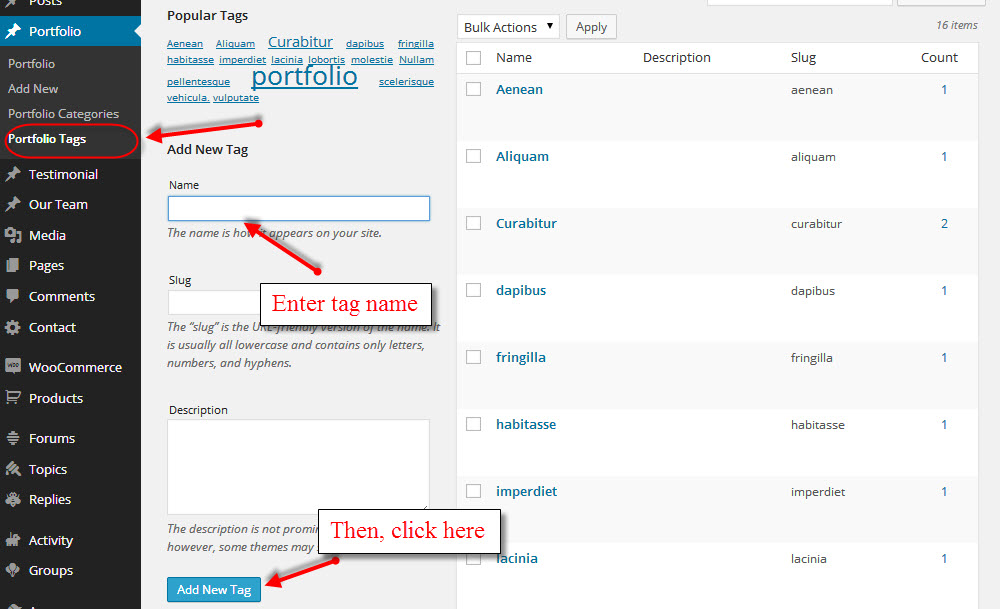 Posts
Portfolio
Portfolio
Add New
Portfolio Categories
Portfolio Tags
Testimonial
Our Team
Media
Pages
Comments
Contact
WooCommerce
Products
Forums
Topics
Replies
Activity
Groups
Popular Tags
Aenean Aliquam Curabitur dapibus fringilla
habitasse imperdiet lacinia lobortis molestie Nullam
pellentesque portfolio scelerisque
vehicula. vulputate
Add New Tag
Name
The name is how it appears on your site.
Slug
Enter tag name
The “slug” is the URL-friendly version of the name. It
is usually all lowercase and contains only letters,
numbers, and hyphens.
Description
The description is not
Then, click here
however, some themes may
Add New Tag
Bulk Actions
Apply
16 items
Name Description Slug Count
Aenean aenean 1
Aliquam aliquam 1
Curabitur curabitur 2
dapibus dapibus 1
fringilla fringilla 1
habitasse habitasse 1
imperdiet imperdiet 1
lacinia lacinia 1